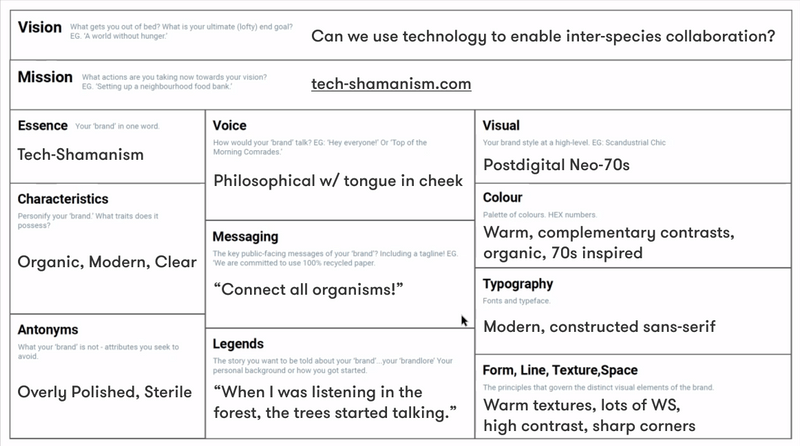 Vision
What gets you out of bed? What is your ultimate (lofty) end goal?
EG. 'A world without hunger.'
Can we use technology to enable inter-species collaboration?
Mission
What actions are you taking now towards your vision?
EG. 'Setting up a neighbourhood food bank.'
tech-shamanism.com
Essence
Your 'brand' in one word.
Tech-Shamanism
Characteristics
Personify your 'brand.' What traits does it
possess?
Organic, Modern, Clear
Antonyms
What your 'brand' is not - attributes you seek to
avoid.
Overly Polished, Sterile
Voice
How would your 'brand' talk? EG: 'Hey everyone!' Or 'Top of the
Morning Comrades.'
Philosophical w/ tongue in cheek
Messaging
The key public-facing messages of your 'brand'? Including a tagline! EG.
'We are committed to use 100% recycled paper.
“Connect all organisms!”
Legends
The story you want to be told about your 'brand'...your 'brandlore' Your
personal background or how you got started.
“When I was listening in the
forest, the trees started talking.”
Visual
Your brand style at a high-level. EG: Scandustrial Chic
Postdigital Neo-70s
Colour
Palette of colours. HEX numbers.
Warm, complementary contrasts,
organic, 70s inspired
Typography
Fonts and typeface.
Modern, constructed sans-serif
Form, Line, Texture,Space
The principles that govern the distinct visual elements of the brand.
Warm textures, lots of WS,
high contrast, sharp corners